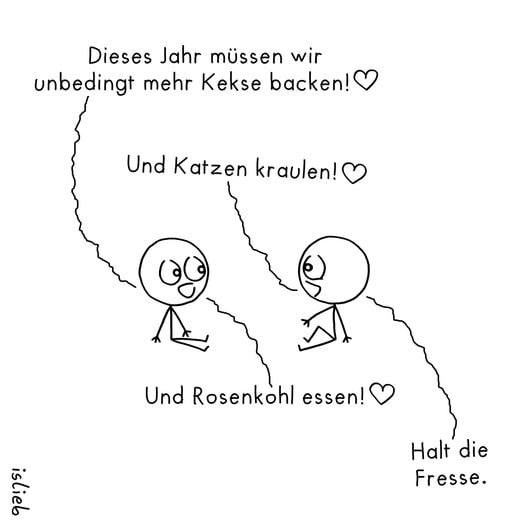 Dieses Jahr müssen wir
unbedingt mehr Kekse backen!♡
Und Katzen kraulen!♡
Und Rosenkohl essen!♡
Halt die
Fresse.
islieb